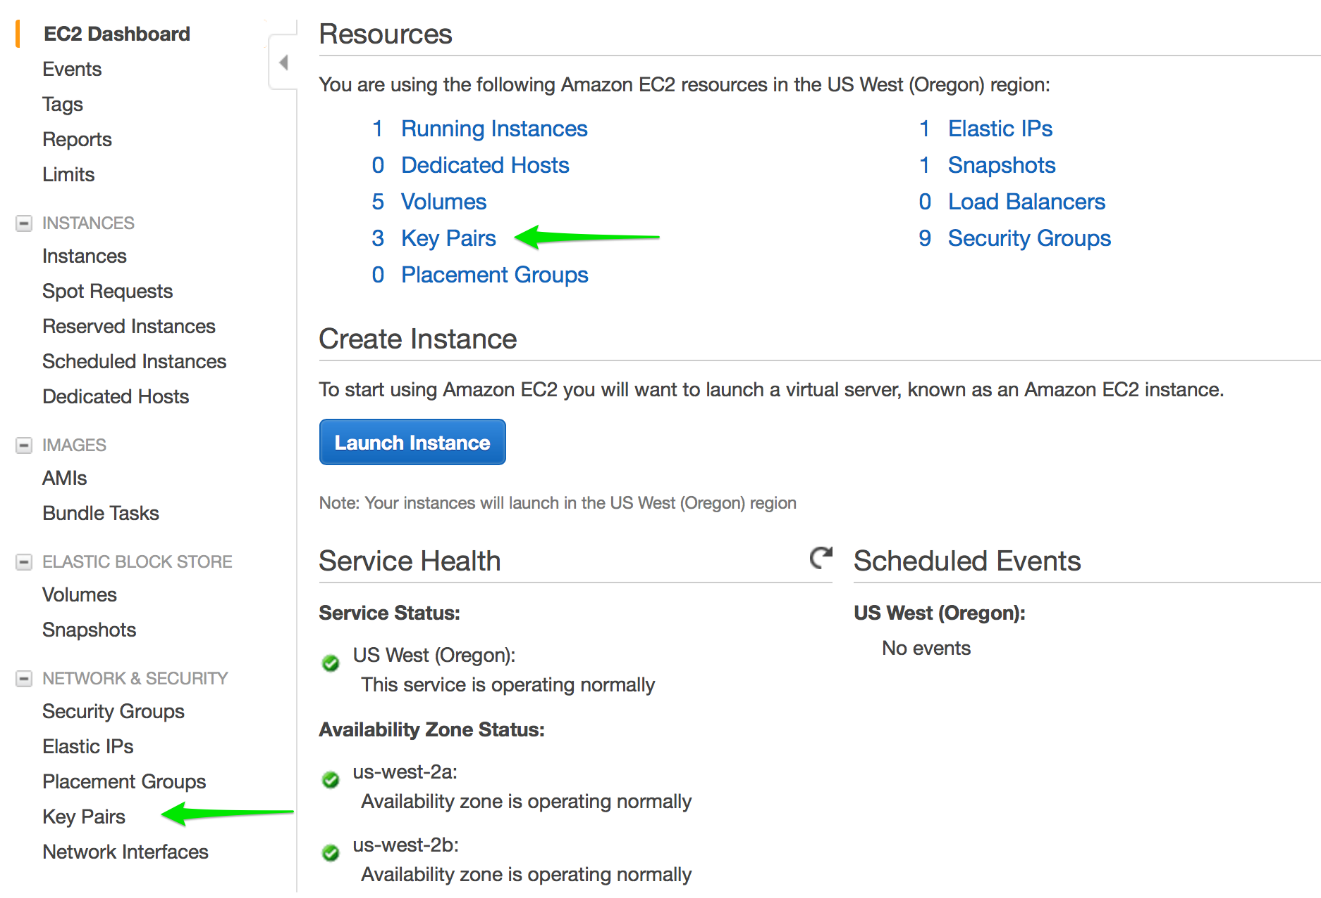 EC2 Dashboard
Events
Tags
Reports
Limits
INSTANCES
Instances
Spot Requests
Reserved Instances
Scheduled Instances
Dedicated Hosts
IMAGES
AMIs
Bundle Tasks
ELASTIC BLOCK STORE
Volumes
Snapshots
NETWORK & SECURITY
Security Groups
Elastic IPs
Placement Groups
Key Pairs
Network Interfaces
Resources
You are using the following Amazon EC2 resources in the US West (Oregon) region:
1 Running Instances
0 Dedicated Hosts
5 Volumes
3 Key Pairs
0 Placement Groups
1 Elastic IPs
1 Snapshots
0 Load Balancers
9 Security Groups
Create Instance
To start using Amazon EC2 you will want to launch a virtual server, known as an Amazon EC2 instance.
Launch Instance
Note: Your instances will launch in the US West (Oregon) region
Service Health
Service Status:
US West (Oregon):
This service is operating normally
Availability Zone Status:
us-west-2a:
Availability zone is operating normally
us-west-2b:
Availability zone is operating normally
Scheduled Events
US West (Oregon):
No events